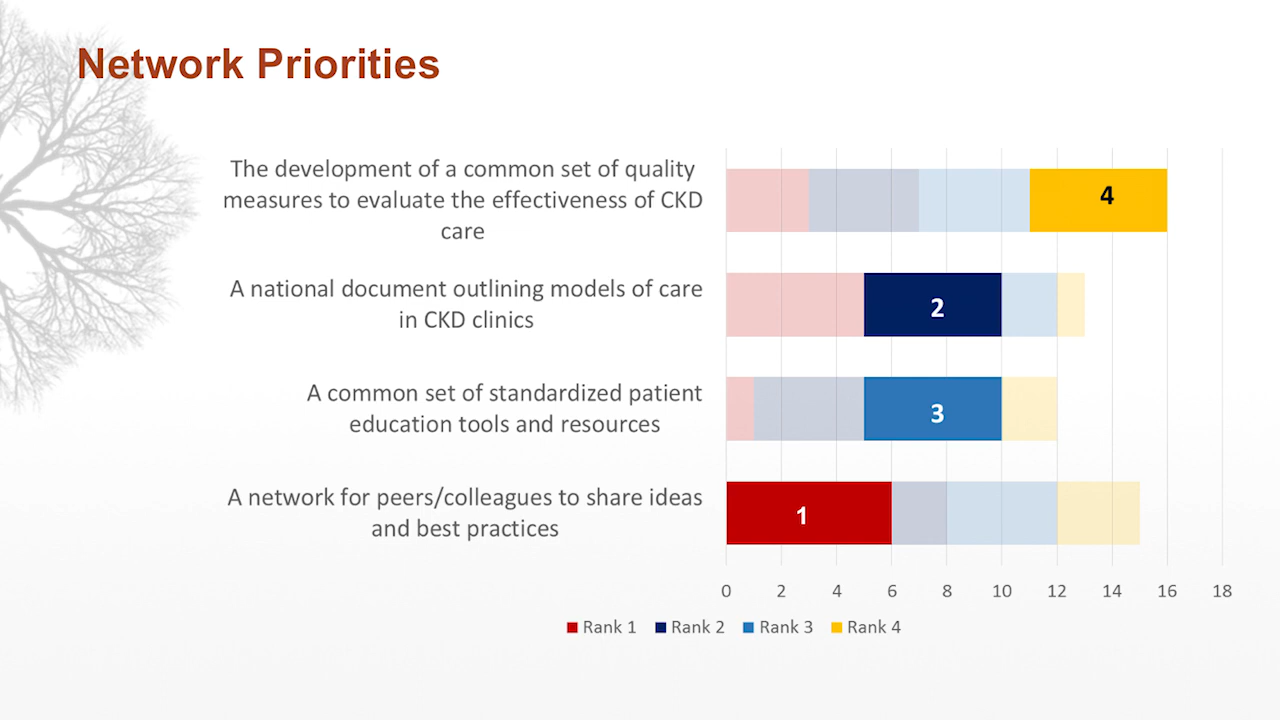 Network Priorities
The development of a common set of quality
measures to evaluate the effectiveness of CKD
care
4
A national document outlining models of care
in CKD clinics
2
A common set of standardized patient
education tools and resources
3
A network for peers/colleagues to share ideas
and best practices
1
0 2 4 6 8 10 12 14 16 18
Rank 1 Rank 2 Rank 3 Rank 4